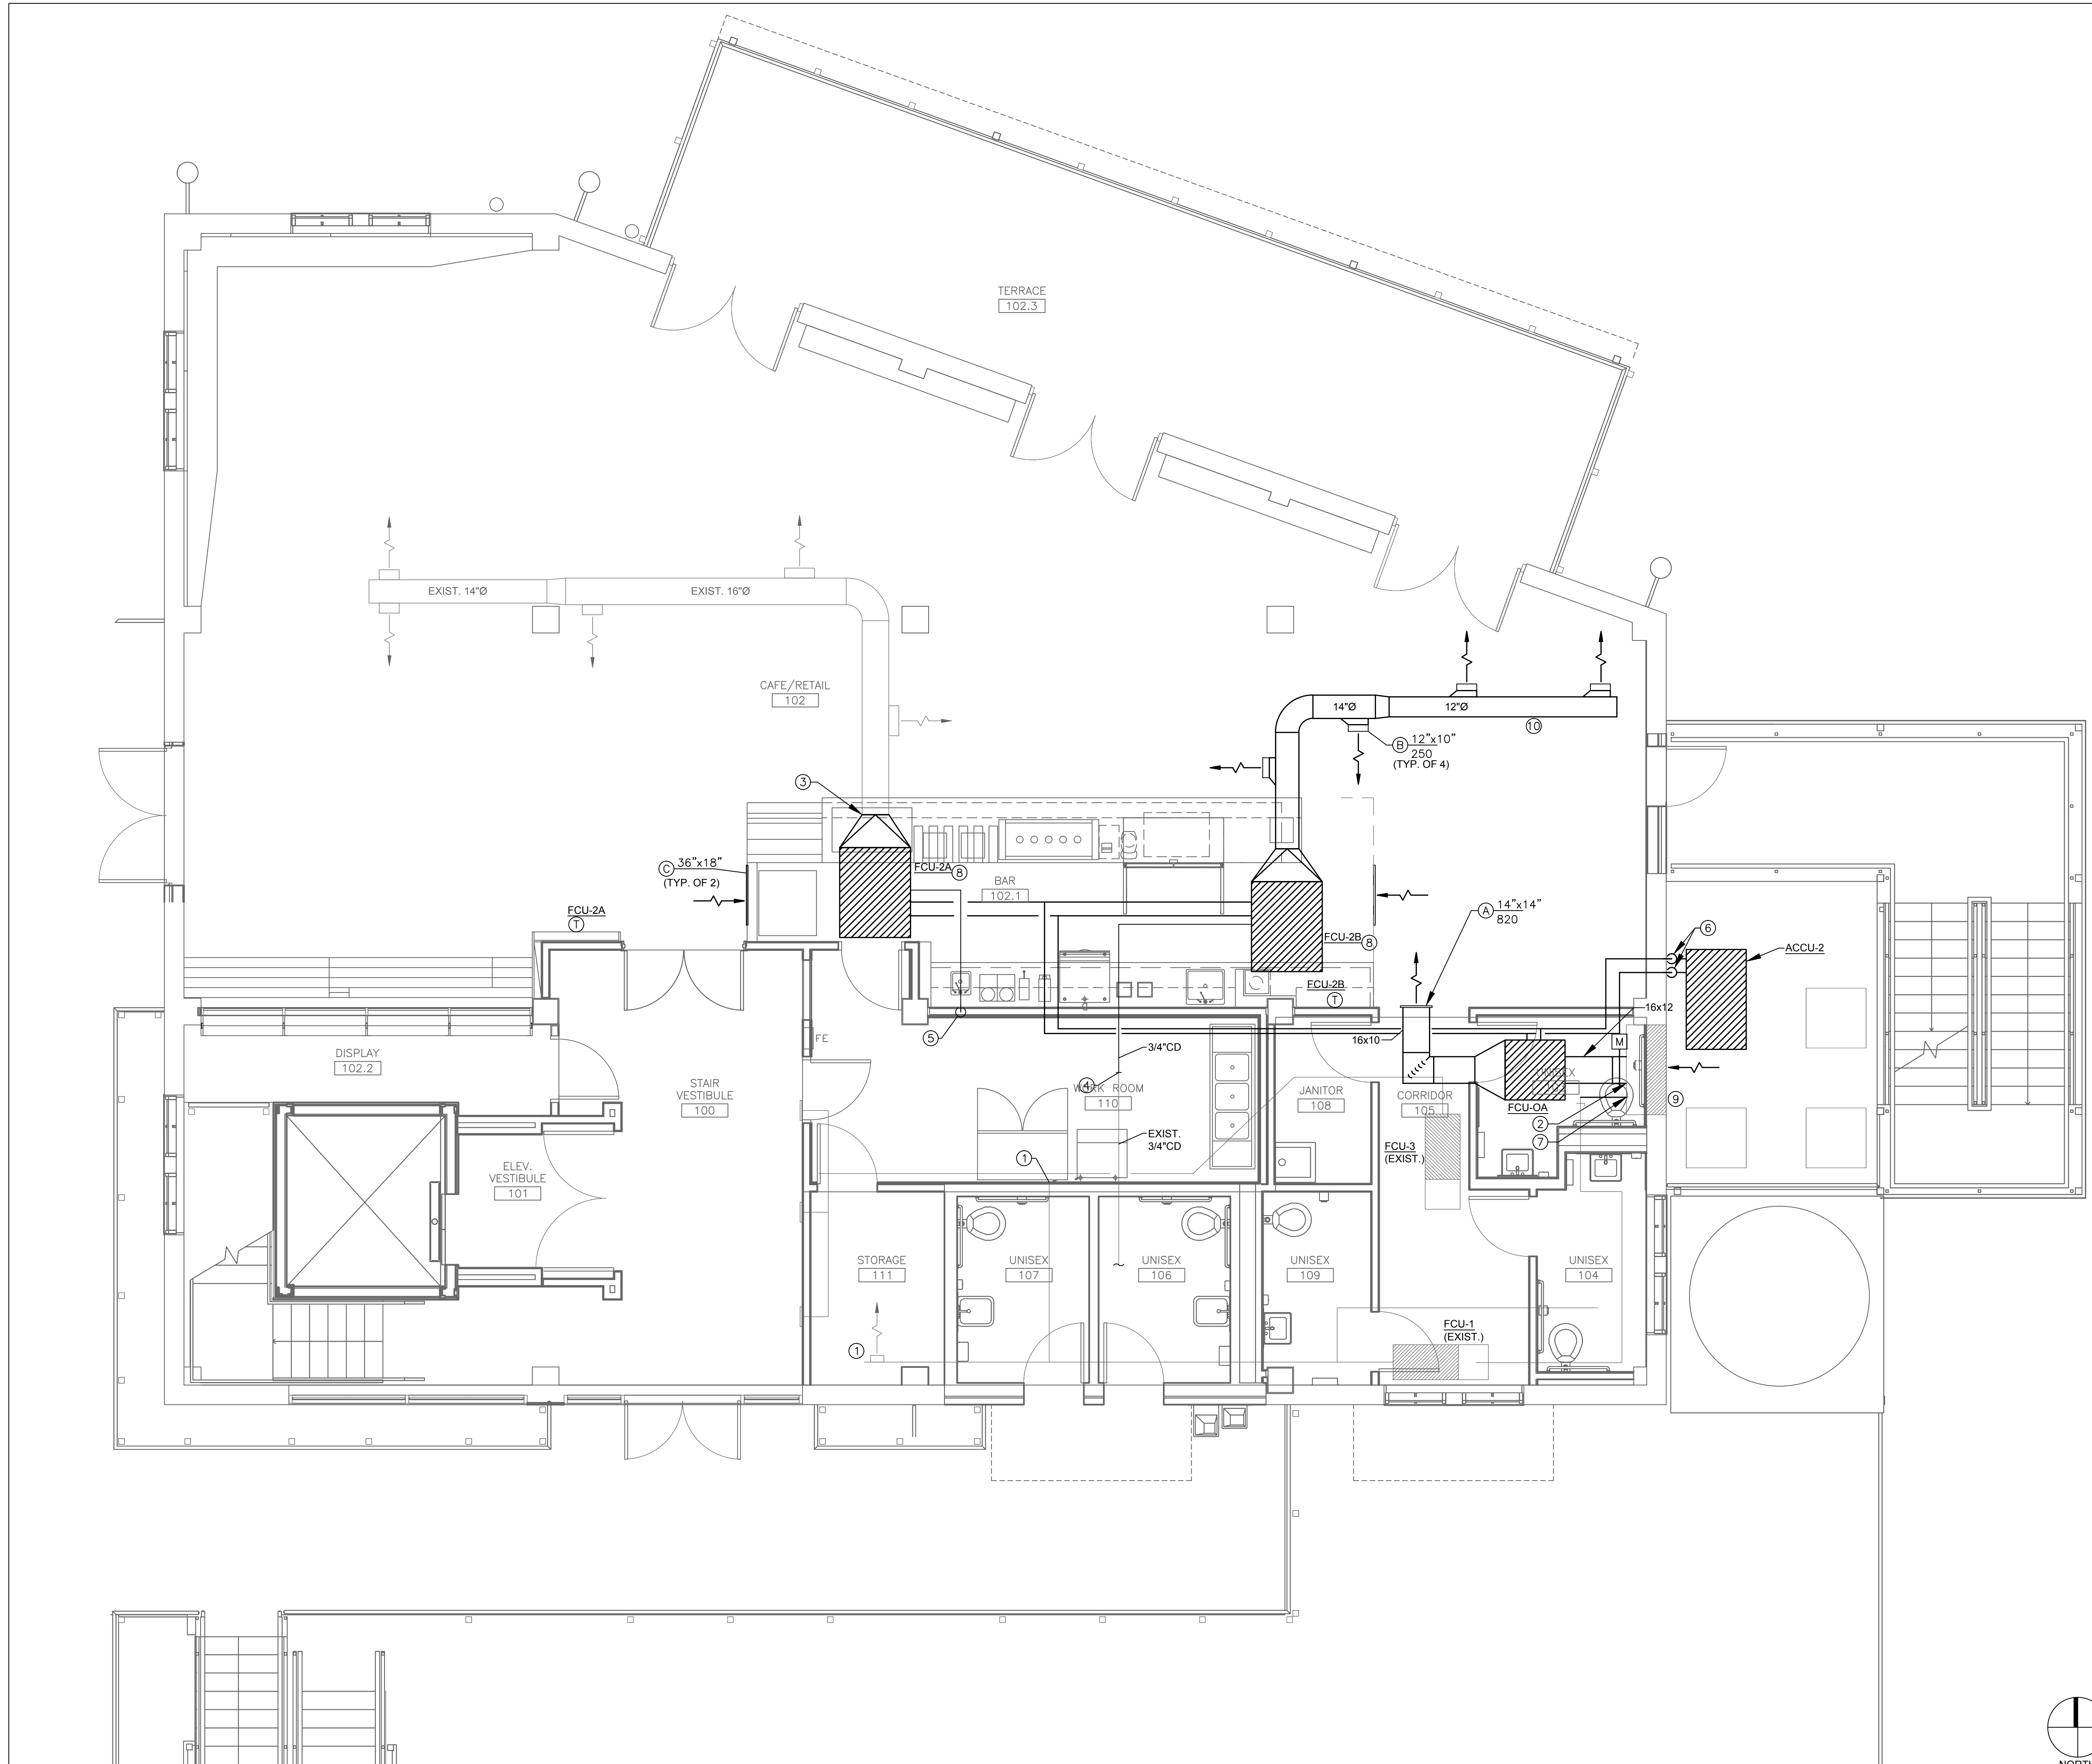 TERRACE
102.3
EXIST. 14"Ø
EXIST. 16"Ø
CAFE/RETAIL
102
14"Ø
12"Ø
10
B 12"x10"
250
(TYP. OF 4)
3
C 36"x18"
(TYP. OF 2)
FCU-2A 8
BAR
102.1
FCU-2A
T
A 14"x14"
820
FCU-2B 8
6
ACCU-2
FCU-2B
T
16x12
5
16x10
M
FE
DISPLAY
102.2
3/4"CD
4
STAIR
VESTIBULE
100
WORK ROOM
110
JANITOR
108
CORRIDOR
105
UNISEX
FCU-OA
9
2
7
EXIST.
3/4"CD
FCU-3
(EXIST.)
1
ELEV.
VESTIBULE
101
STORAGE
111
UNISEX
107
UNISEX
106
UNISEX
109
UNISEX
104
FCU-1
(EXIST.)
1